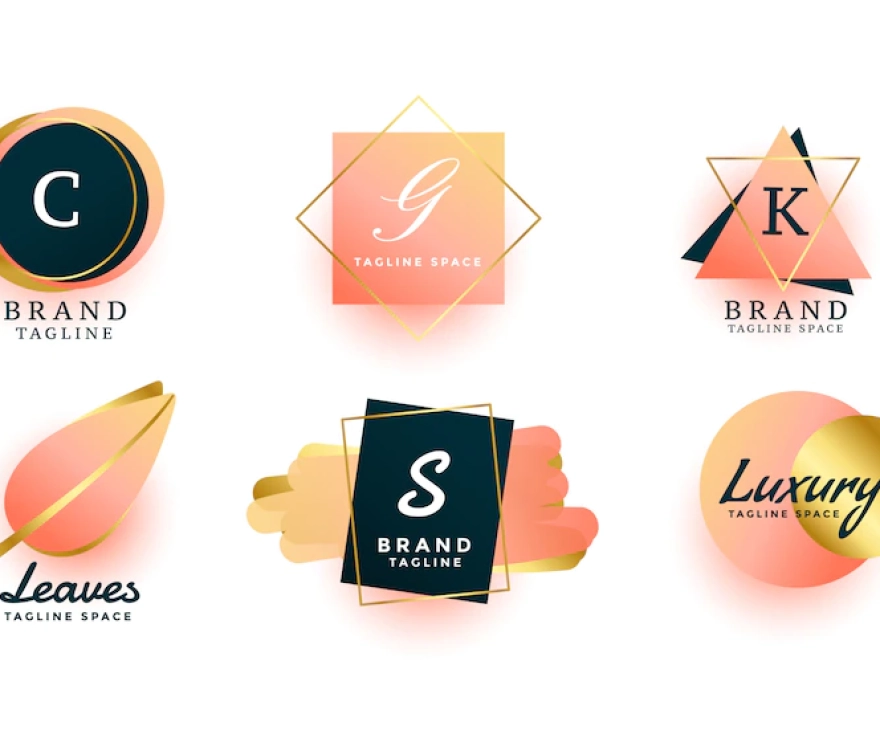 C
BRAND
TAGLINE
G
TAGLINE SPACE
K
BRAND
TAGLINE SPACE
Leaves
TAGLINE SPACE
S
BRAND
TAGLINE
Luxury
TAGLINE SPACE